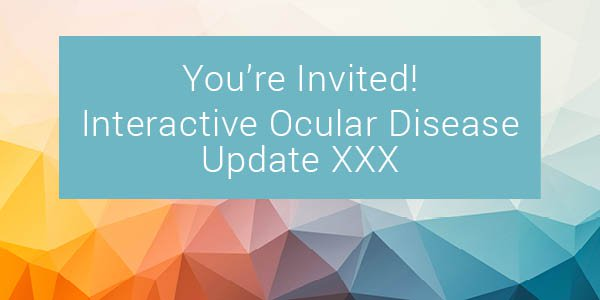 You’re Invited!
Interactive Ocular Disease
Update XXX